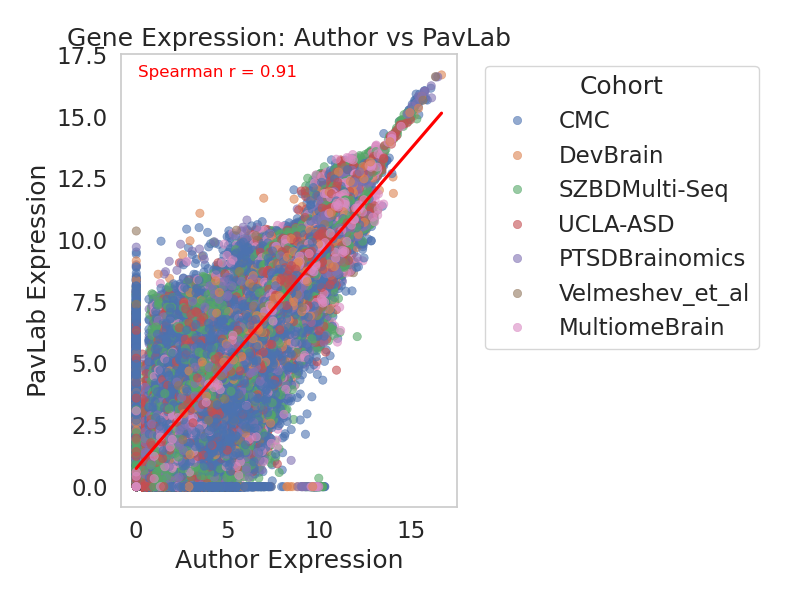 Gene Expression: Author vs PavLab
Spearman r = 0.91
17.5
15.0
12.5
10.0
7.5
5.0
2.5
0.0
PavLab Expression
0 5 10 15
Author Expression
Cohort
CMC
DevBrain
SZBDMulti-Seq
UCLA-ASD
PTSDBrainomics
Velmeshev_et_al
MultiomeBrain